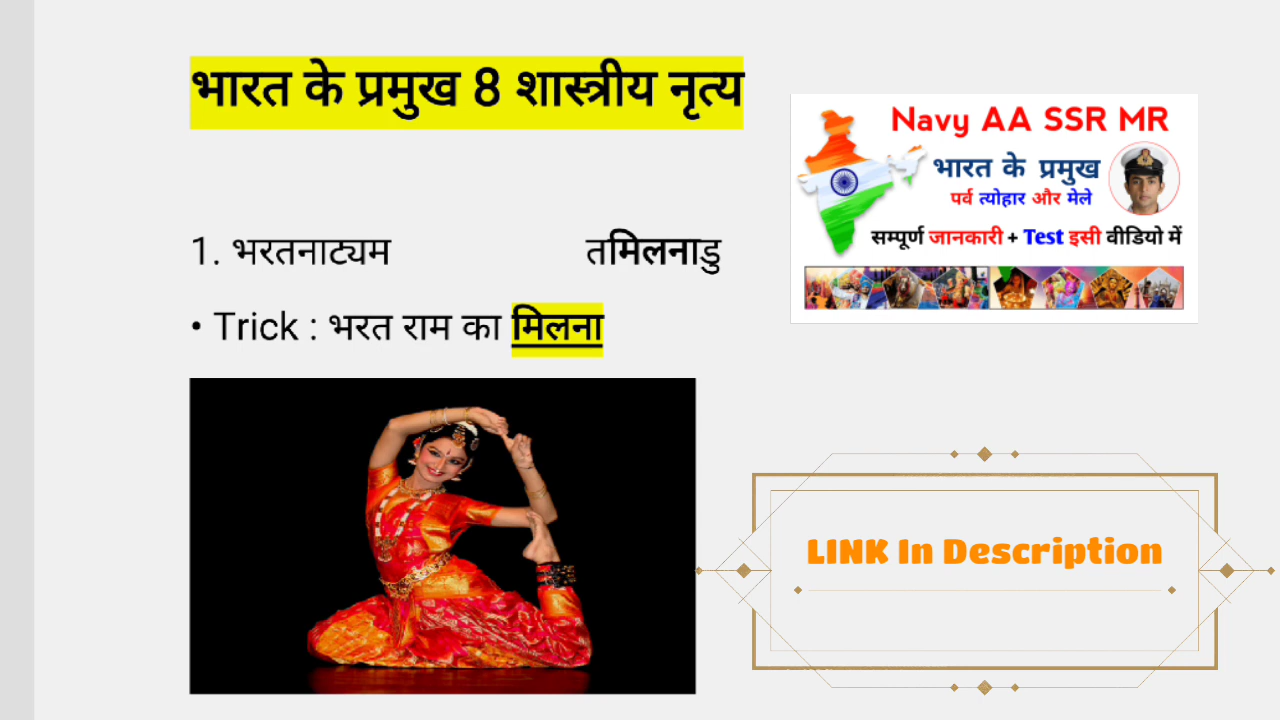 भारत के प्रमुख 8 शास्त्रीय नृत्य
1. भरतनाट्यम तमिलनाडु
• Trick : भरत राम का मिलना
Navy AA SSR MR
भारत के प्रमुख
पर्व त्योहार और मेले
सम्पूर्ण जानकारी + Test इसी वीडियो में
LINK In Description